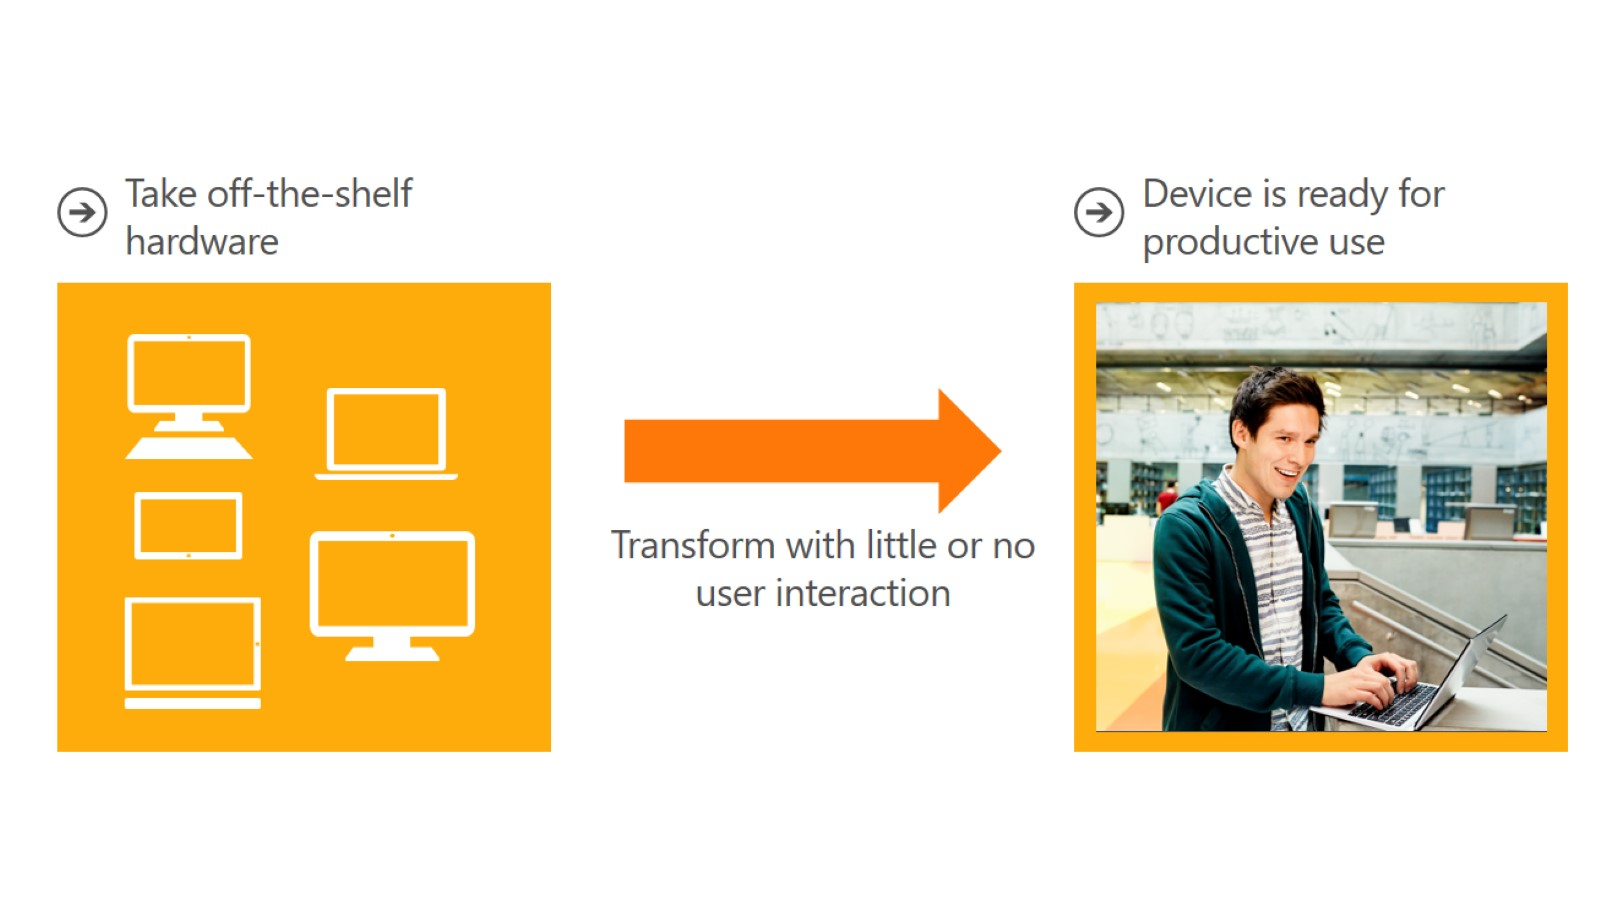 Take off-the-shelf
hardware
Transform with little or no
user interaction
Device is ready for
productive use